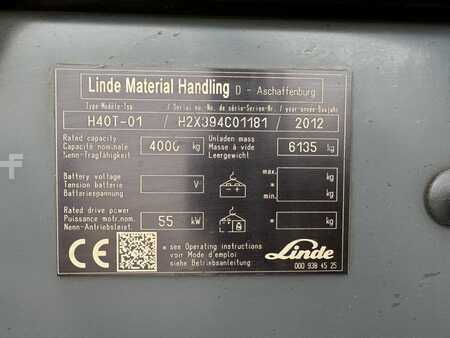 Linde Material Handling D - Aschaffenburg
Type Modèle-Typ / Serial no.-No. de série-Serien-Nr. / year-année-Baujahr
H40T-01 / H2X394C01181 / 2012
Rated capacity Unladen mass
Capacité nominale 4000 kg Masse à vide 6135 kg
Nenn-Tragfähigkeit Leergewicht
Battery voltage max. kg
Tension batterie V *
Batteriespannung min. kg
Rated drive power
Puissance motr.nom. 55 kW * kg
Nenn-Antriebsleist.
CE * see Operating instructions
voir Mode d'emploi Linde
siehe Betriebsanleitung: 000 938 45 25